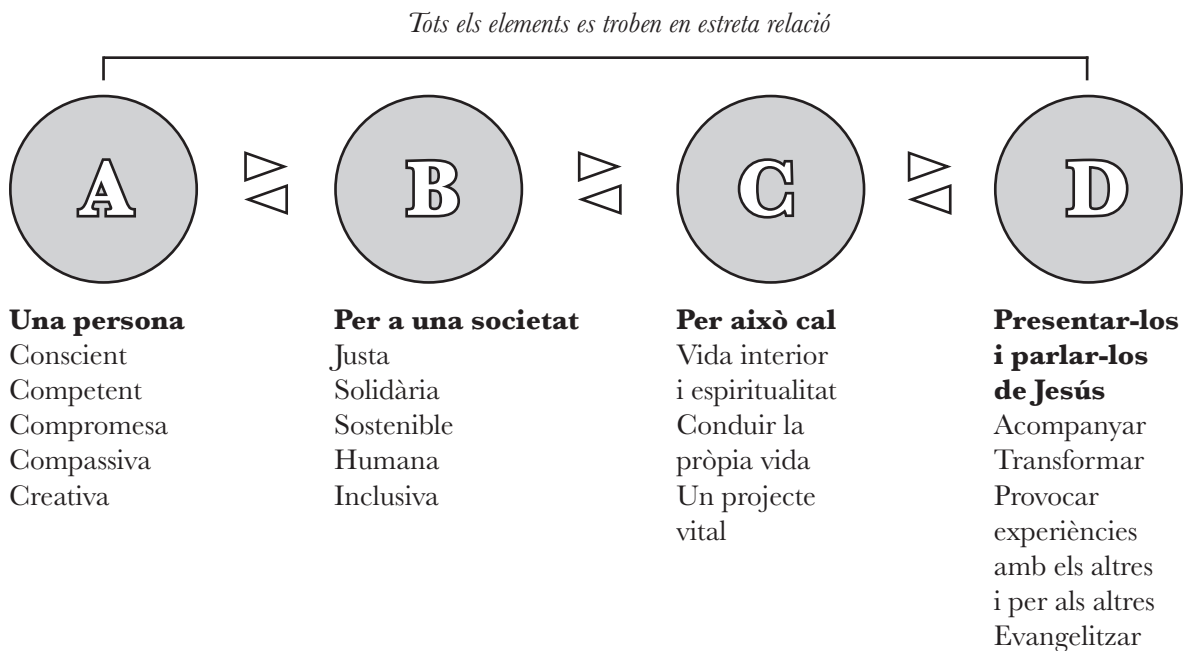 Tots els elements es troben en estreta relació
A
B
C
D
Una persona
Conscient
Competent
Compromesa
Compassiva
Creativa
Per a una societat
Justa
Solidària
Sostenible
Humana
Inclusiva
Per això cal
Vida interior
i espiritualitat
Conduir la
pròpia vida
Un projecte
vital
Presentar-los
i parlar-los
de Jesús
Acompanyar
Transformar
Provocar
experiències
amb els altres
i per als altres
Evangelitzar